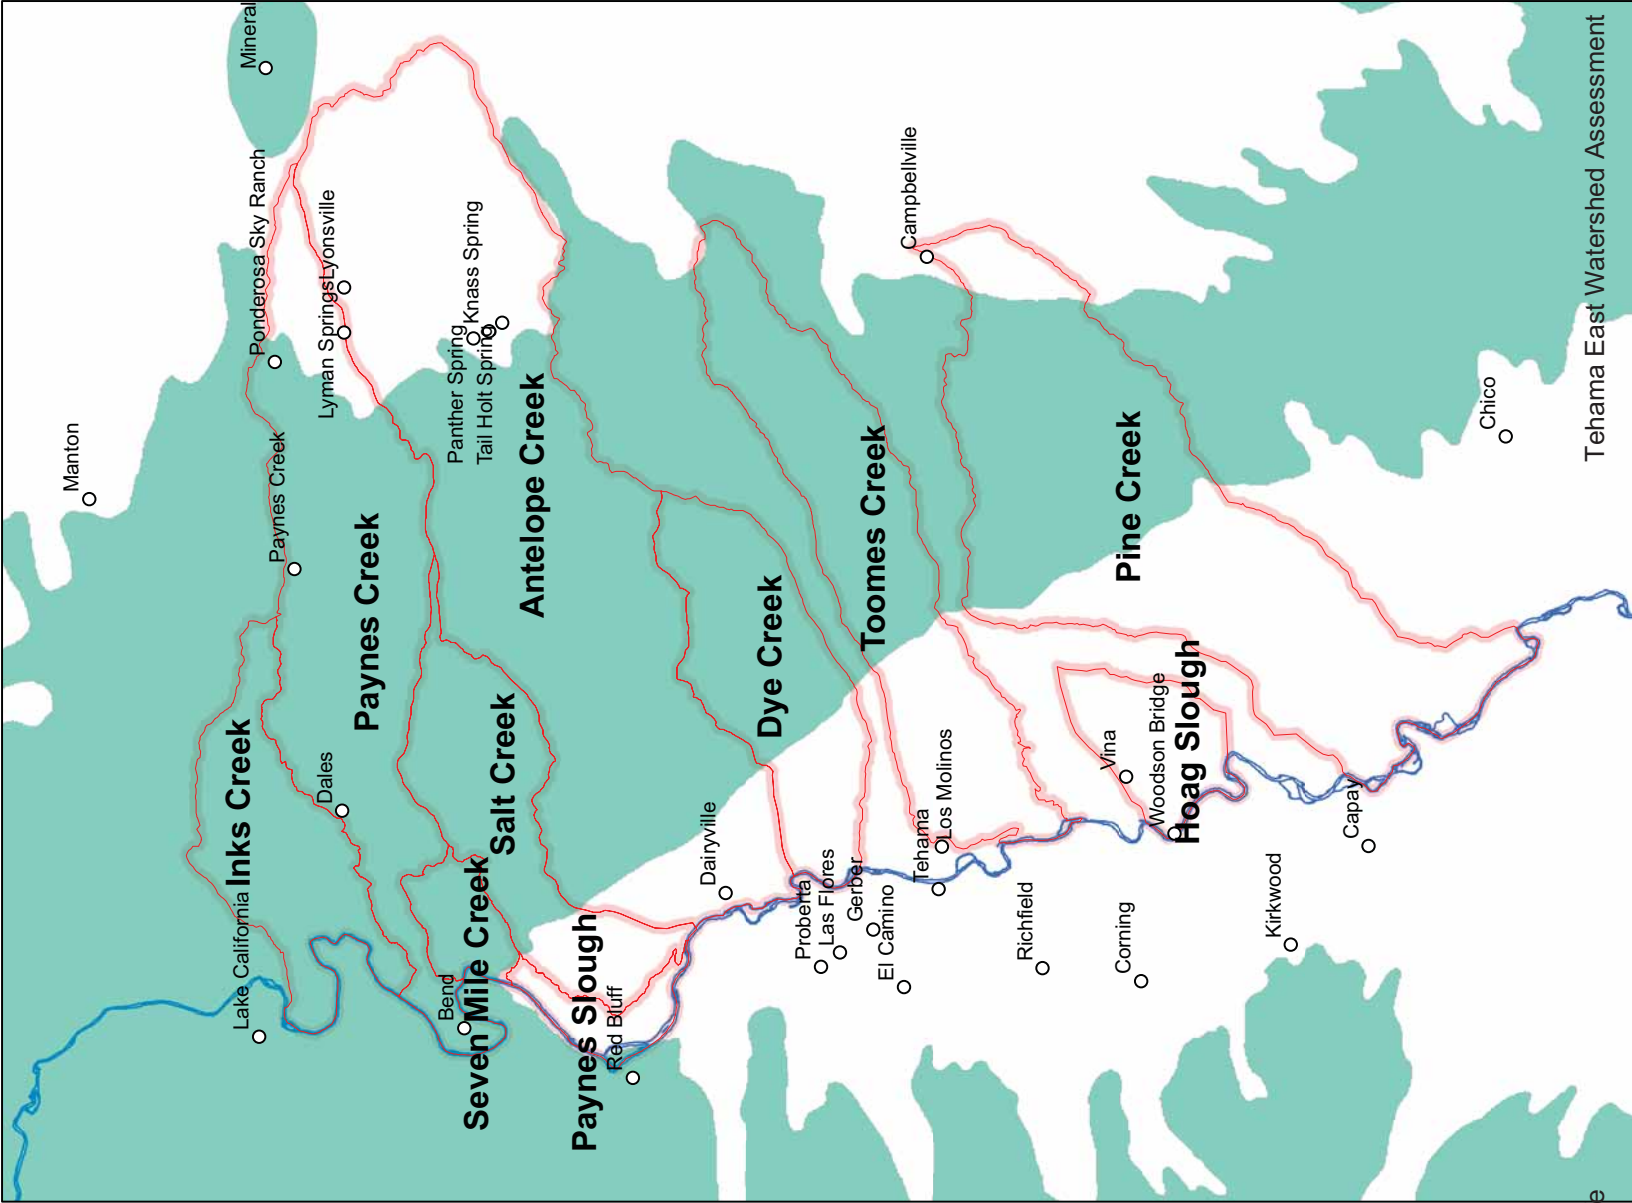 Mineral
Ponderosa Sky Ranch
Lyonsville
Lyman Springs
Knass Spring
Panther Spring
Tail Holt Spring
Campbellville
Manton
Paynes Creek
Paynes Creek
Antelope Creek
Toomes Creek
Pine Creek
Chico
Tehama East Watershed Assessment
Inks Creek
Dales
Salt Creek
Dye Creek
Lake California
Bend
Seven Mile Creek
Paynes Slough
Red Bluff
Dairyville
Proberta
Las Flores
Gerber
El Camino
Tehama
Los Molinos
Vina
Woodson Bridge
Hoag Slough
Richfield
Corning
Kirkwood
Capay
e